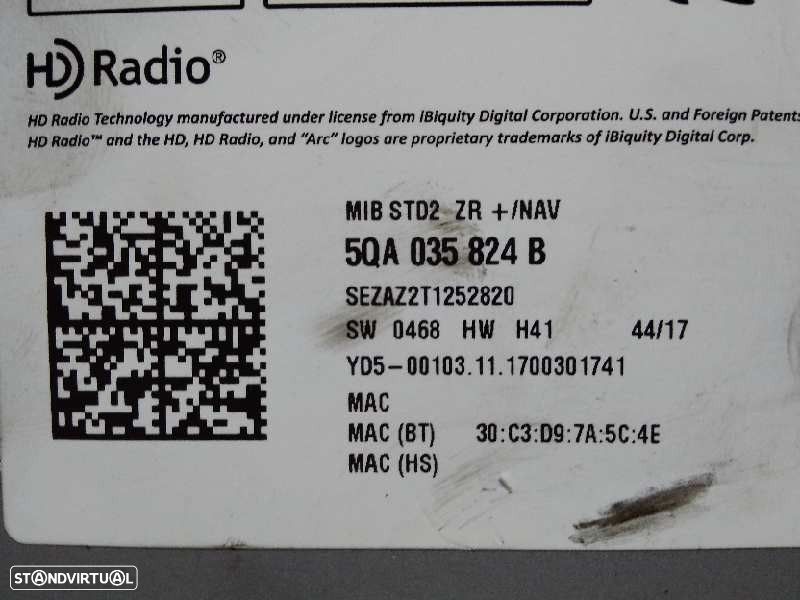 HD Radio®
HD Radio Technology manufactured under license from iBiquity Digital Corporation. U.S. and Foreign Patents
HD Radio™ and the HD, HD Radio, and “Arc” logos are proprietary trademarks of iBiquity Digital Corp.
MIB STD2 ZR +/NAV
5QA 035 824 B
SEZAZ2T1252820
SW 0468 HW H41 44/17
YD5-00103.11.1700301741
MAC
MAC (BT) 30:C3:D9:7A:5C:4E
MAC (HS)
STANDVIRTUAL